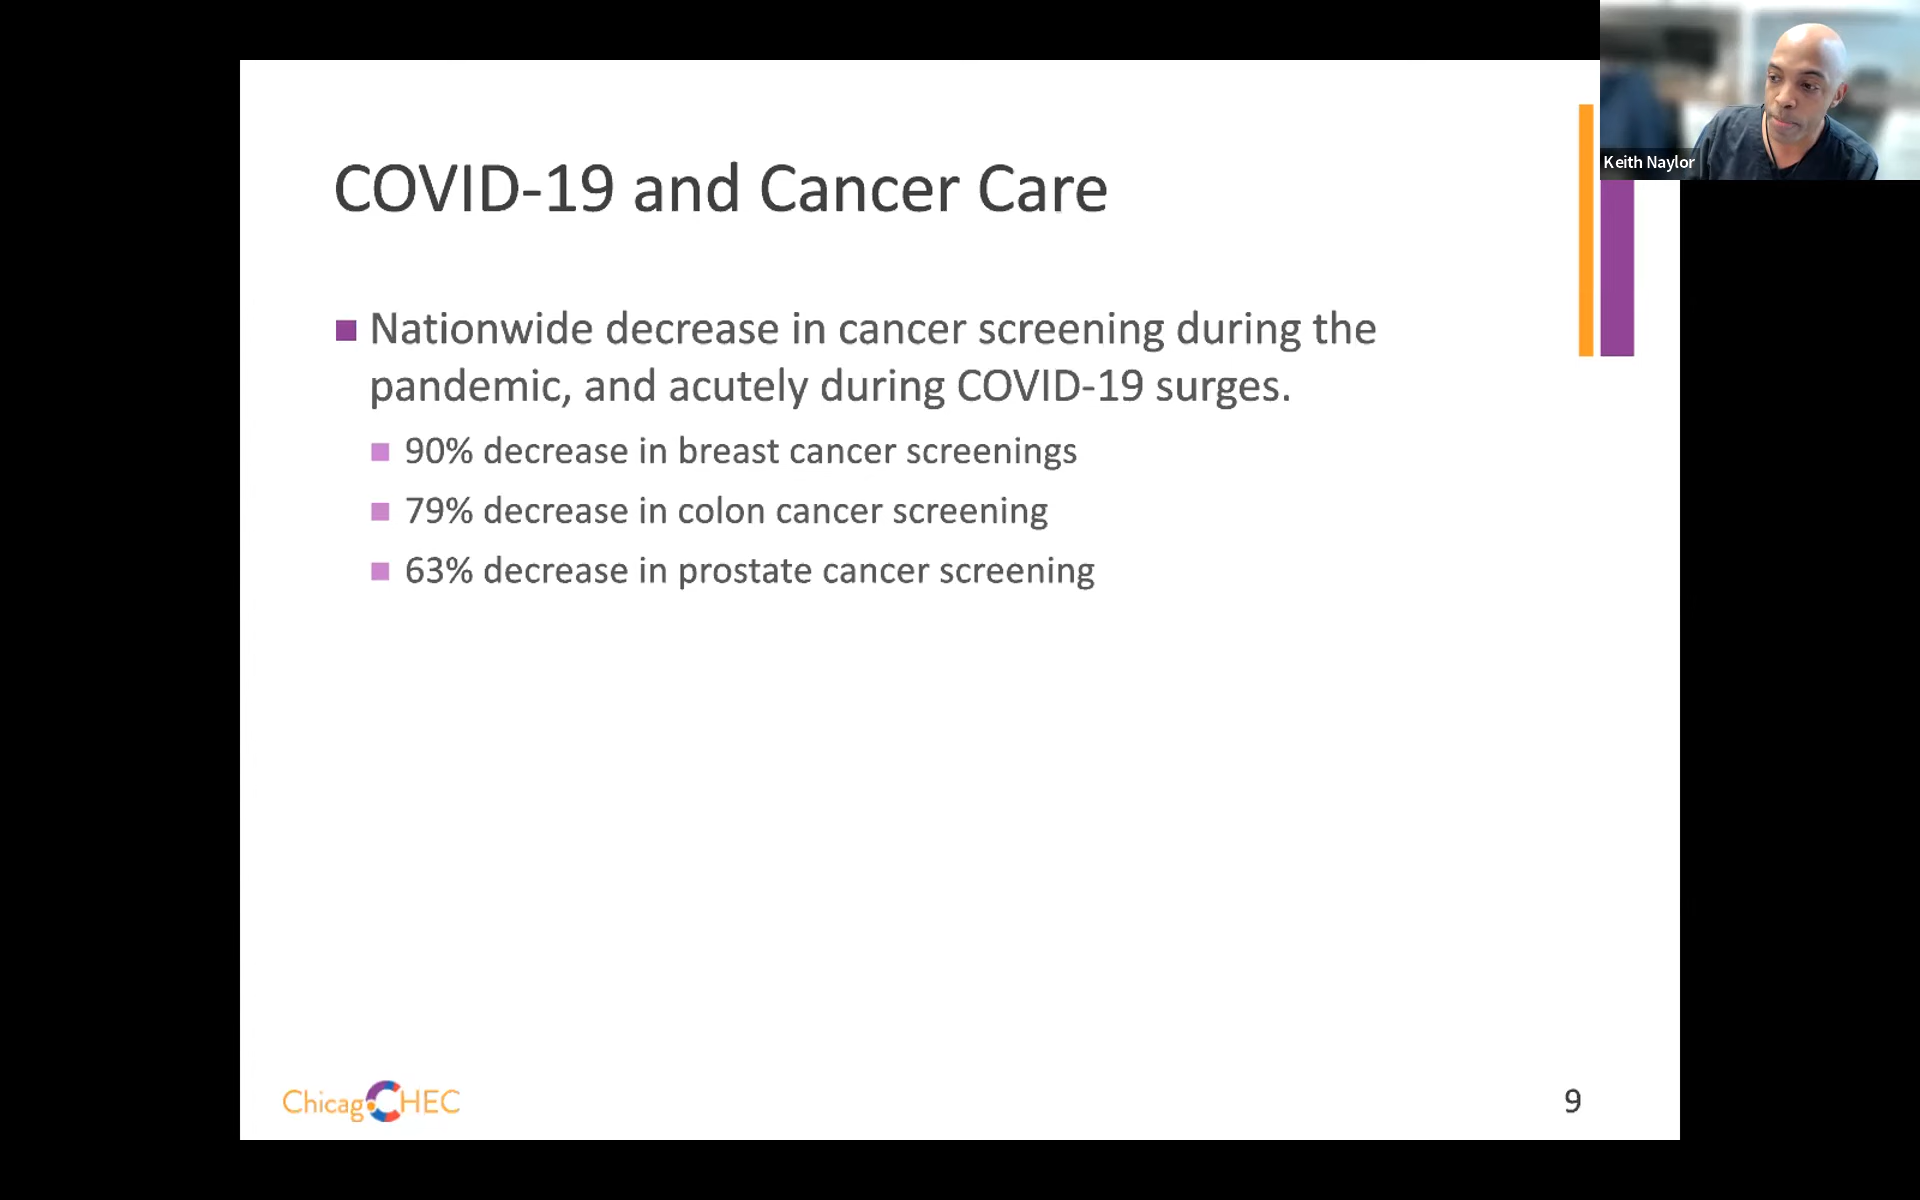 Keith Naylor
COVID-19 and Cancer Care
Nationwide decrease in cancer screening during the
pandemic, and acutely during COVID-19 surges.
90% decrease in breast cancer screenings
79% decrease in colon cancer screening
63% decrease in prostate cancer screening
ChicagoCHEC
9